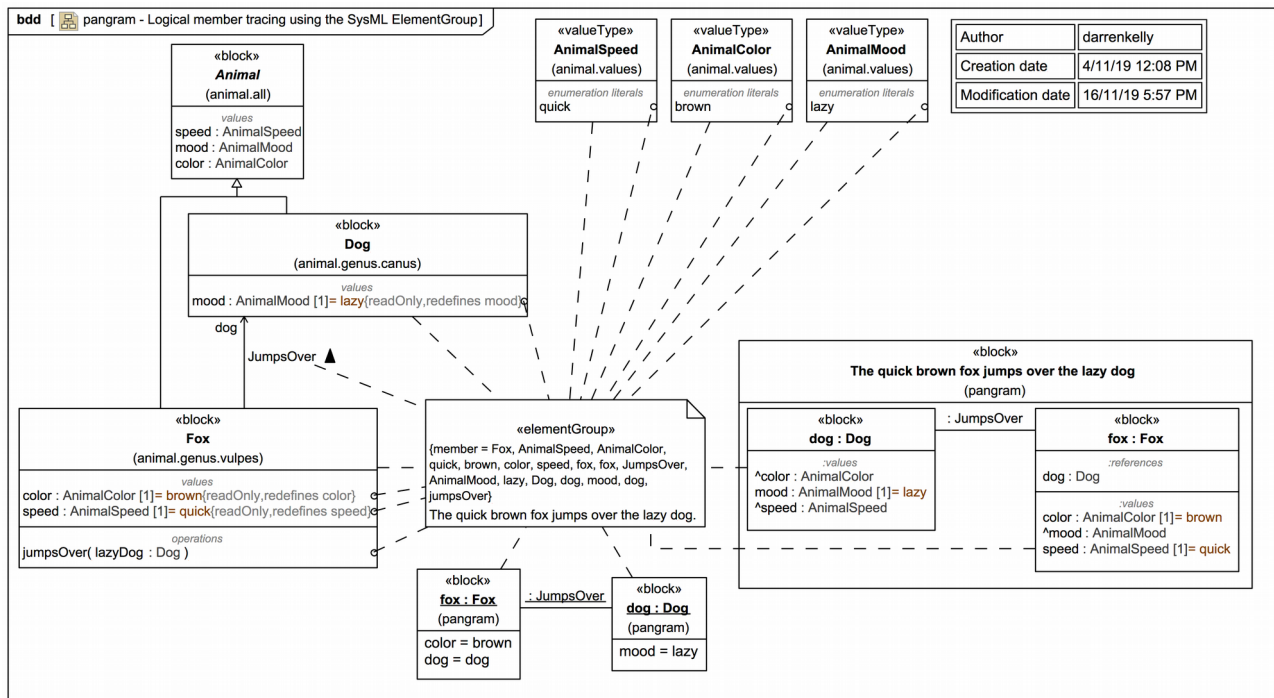 bdd [ pangram - Logical member tracing using the SysML ElementGroup]
«block»
Animal
(animal.all)
values
speed : AnimalSpeed
mood : AnimalMood
color : AnimalColor
«valueType»
AnimalSpeed
(animal.values)
enumeration literals
quick
«valueType»
AnimalColor
(animal.values)
enumeration literals
brown
«valueType»
AnimalMood
(animal.values)
enumeration literals
lazy
Author darrenkelly
Creation date 4/11/19 12:08 PM
Modification date 16/11/19 5:57 PM
«block»
Dog
(animal.genus.canus)
values
mood : AnimalMood [1]= lazy{readOnly,redefines mood}
dog
JumpsOver
«block»
Fox
(animal.genus.vulpes)
values
color : AnimalColor [1]= brown{readOnly,redefines color}
speed : AnimalSpeed [1]= quick{readOnly,redefines speed}
operations
jumpsOver( lazyDog : Dog )
«elementGroup»
{member = Fox, AnimalSpeed, AnimalColor,
quick, brown, color, speed, fox, fox, JumpsOver,
AnimalMood, lazy, Dog, dog, mood, dog,
jumpsOver}
The quick brown fox jumps over the lazy dog.
«block»
The quick brown fox jumps over the lazy dog
(pangram)
«block»
dog : Dog
:values
^color : AnimalColor
mood : AnimalMood [1]= lazy
^speed : AnimalSpeed
: JumpsOver
«block»
fox : Fox
:references
dog : Dog
:values
color : AnimalColor [1]= brown
^mood : AnimalMood
speed : AnimalSpeed [1]= quick
«block»
fox : Fox
(pangram)
color = brown
dog = dog
: JumpsOver
«block»
dog : Dog
(pangram)
mood = lazy